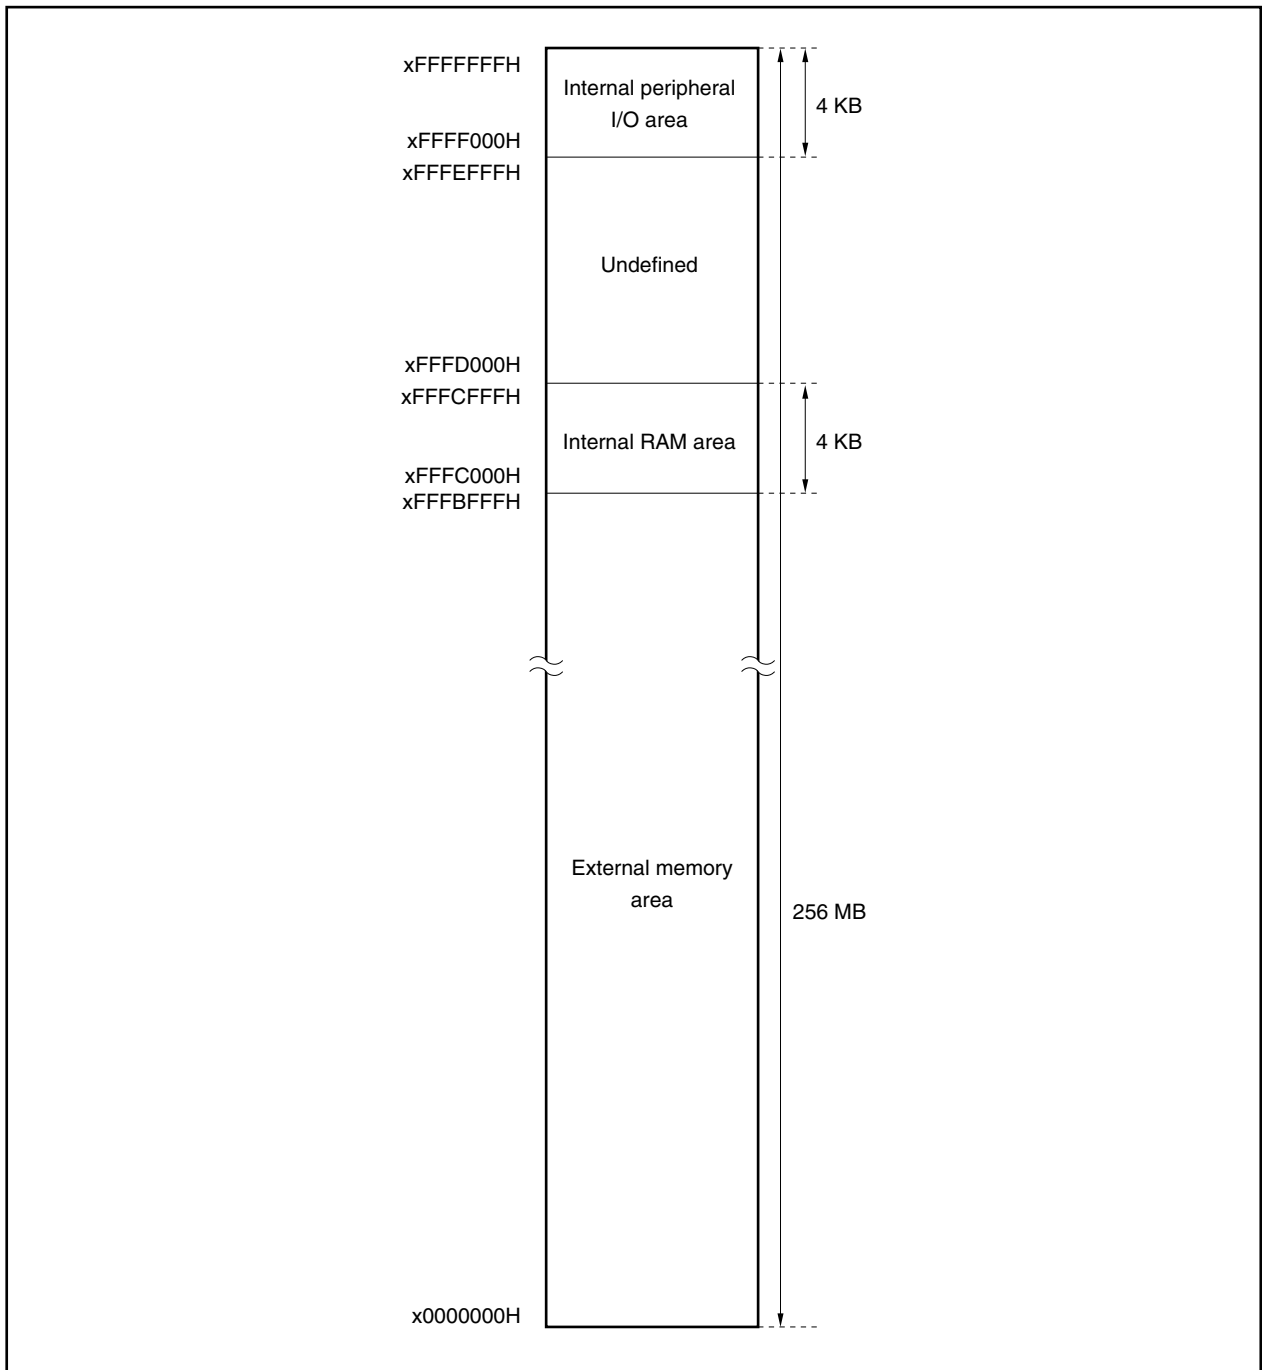 xFFFFFFFH
Internal peripheral
I/O area
4 KB
xFFFF000H
xFFFEFFFH
Undefined
xFFFD000H
xFFFCFFFH
Internal RAM area
4 KB
xFFFC000H
xFFFBFFFH
External memory
area
256 MB
x0000000H